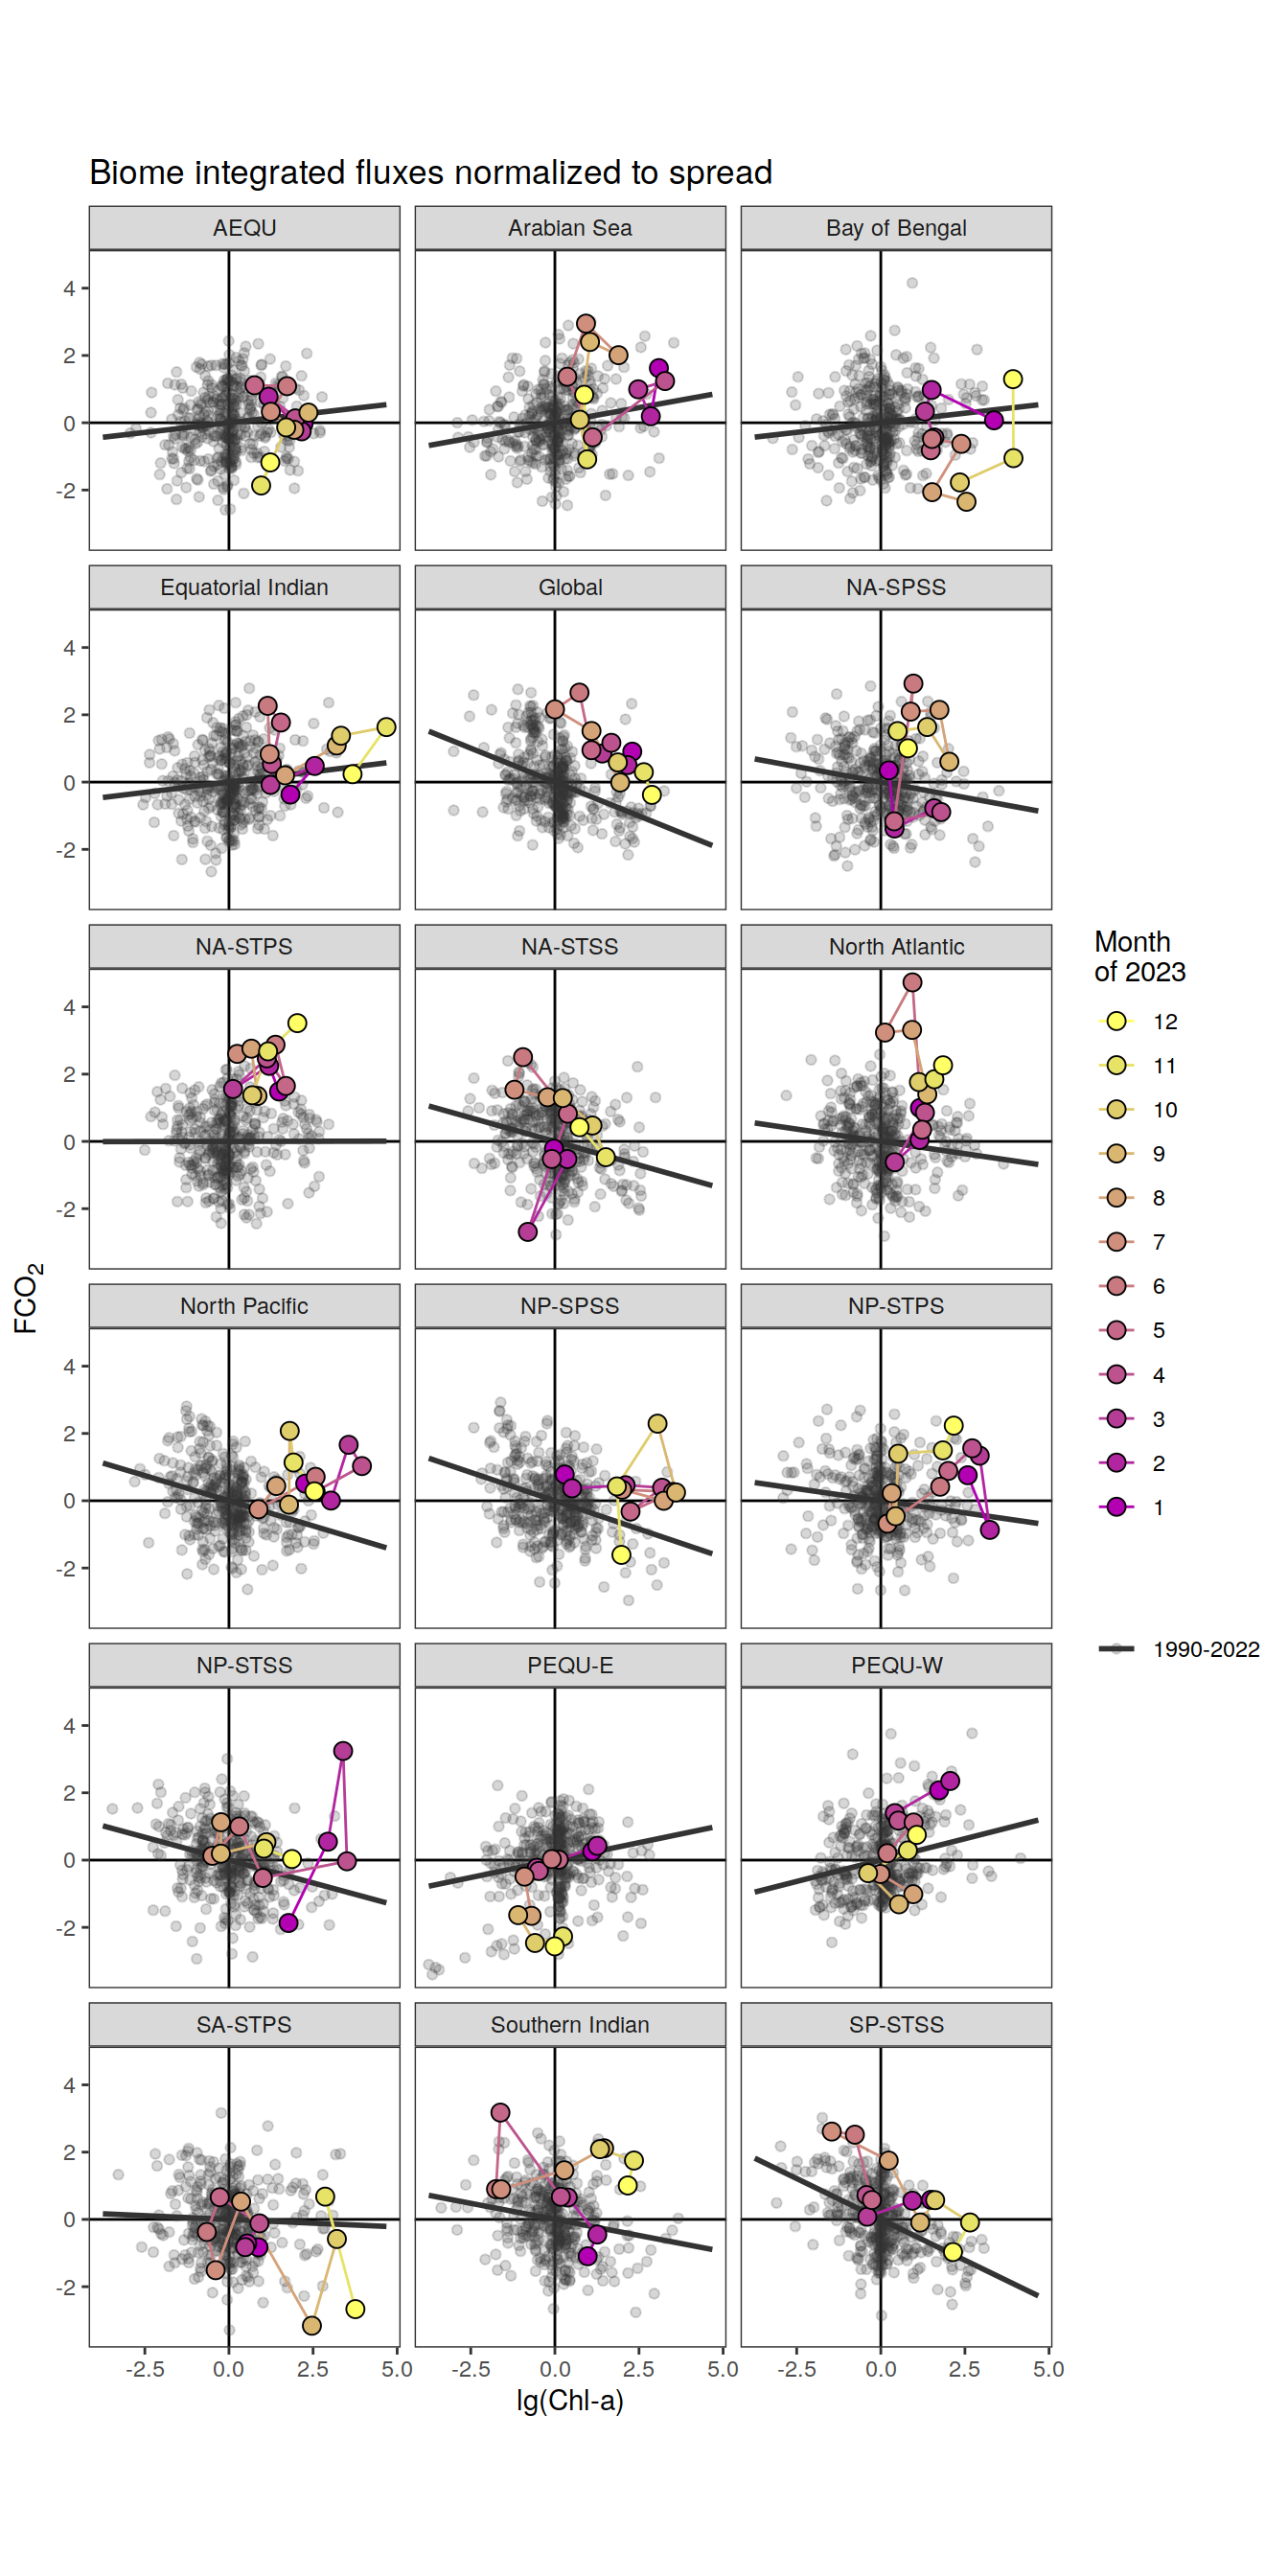 Biome integrated fluxes normalized to spread
AEQU
Arabian Sea
Bay of Bengal
4
2
0
-2
Equatorial Indian
Global
NA-SPSS
4
2
0
-2
NA-STPS
NA-STSS
North Atlantic
4
2
0
-2
North Pacific
NP-SPSS
NP-STPS
4
2
0
-2
NP-STSS
PEQU-E
PEQU-W
4
2
0
-2
SA-STPS
Southern Indian
SP-STSS
4
2
0
-2
-2.5 0.0 2.5 5.0
-2.5 0.0 2.5 5.0
-2.5 0.0 2.5 5.0
lg(Chl-a)
FCO2
Month
of 2023
12
11
10
9
8
7
6
5
4
3
2
1
1990-2022